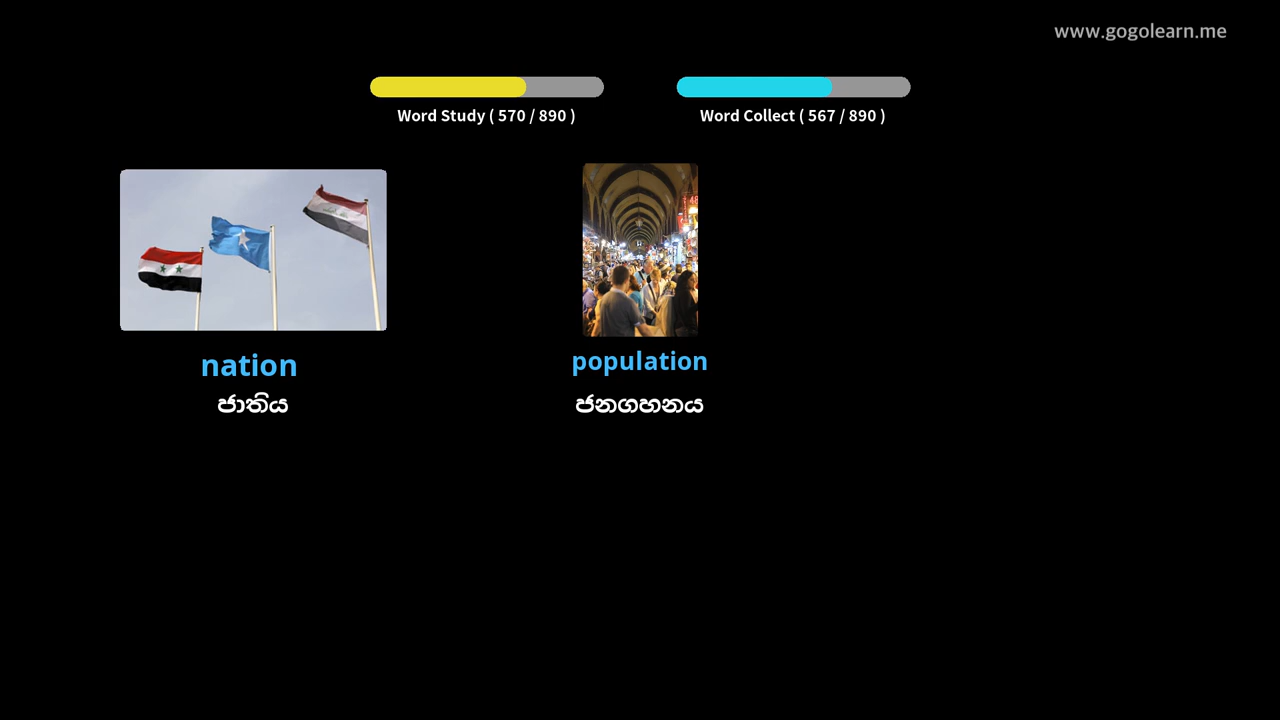 www.gogolearn.me
Word Study ( 570 / 890 )
Word Collect ( 567 / 890 )
nation
ජාතිය
population
ජනගහනය